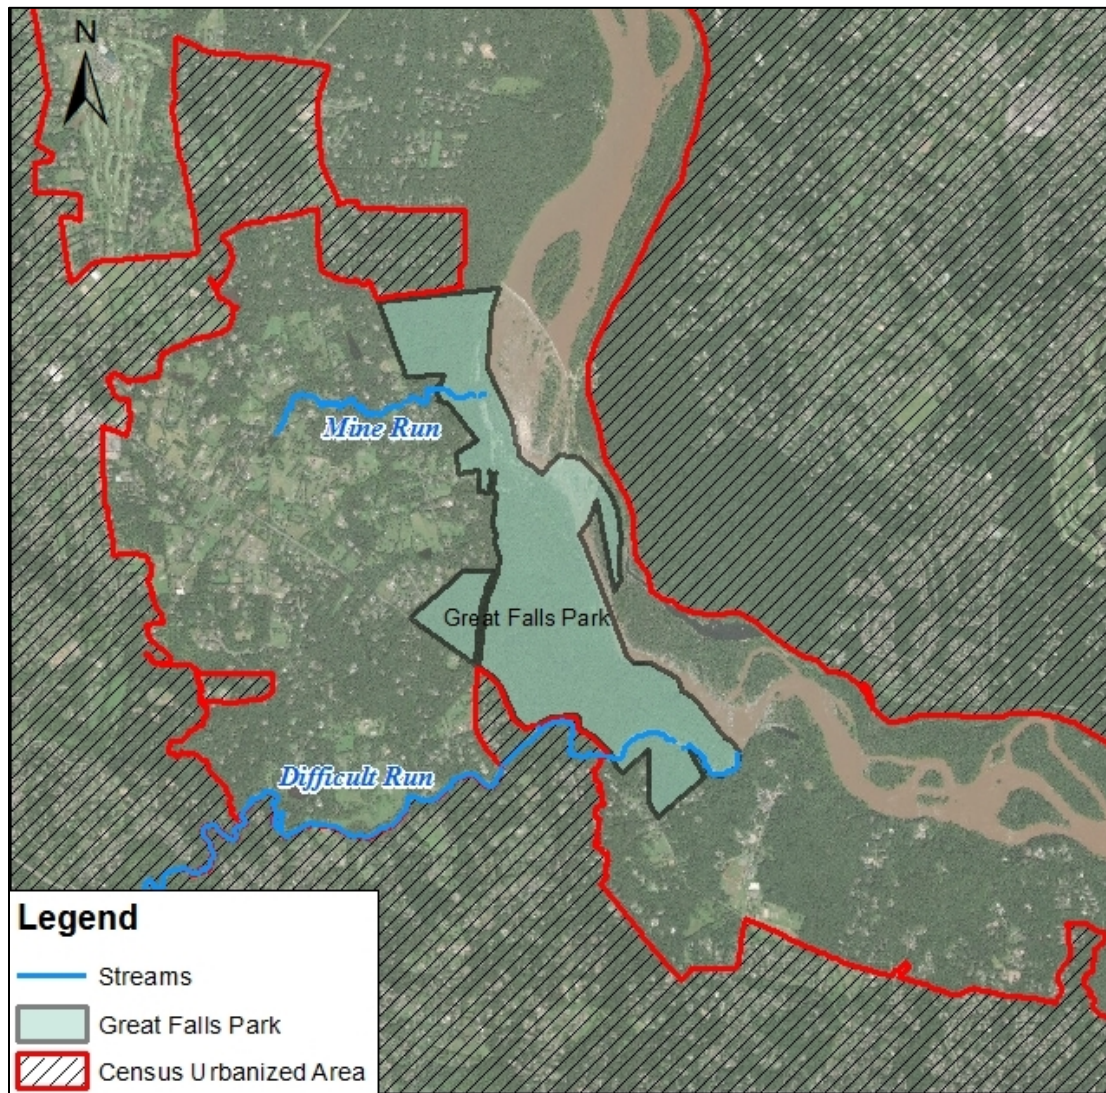 N
Mine Run
Great Falls Park
Difficult Run
Legend
Streams
Great Falls Park
Census Urbanized Area